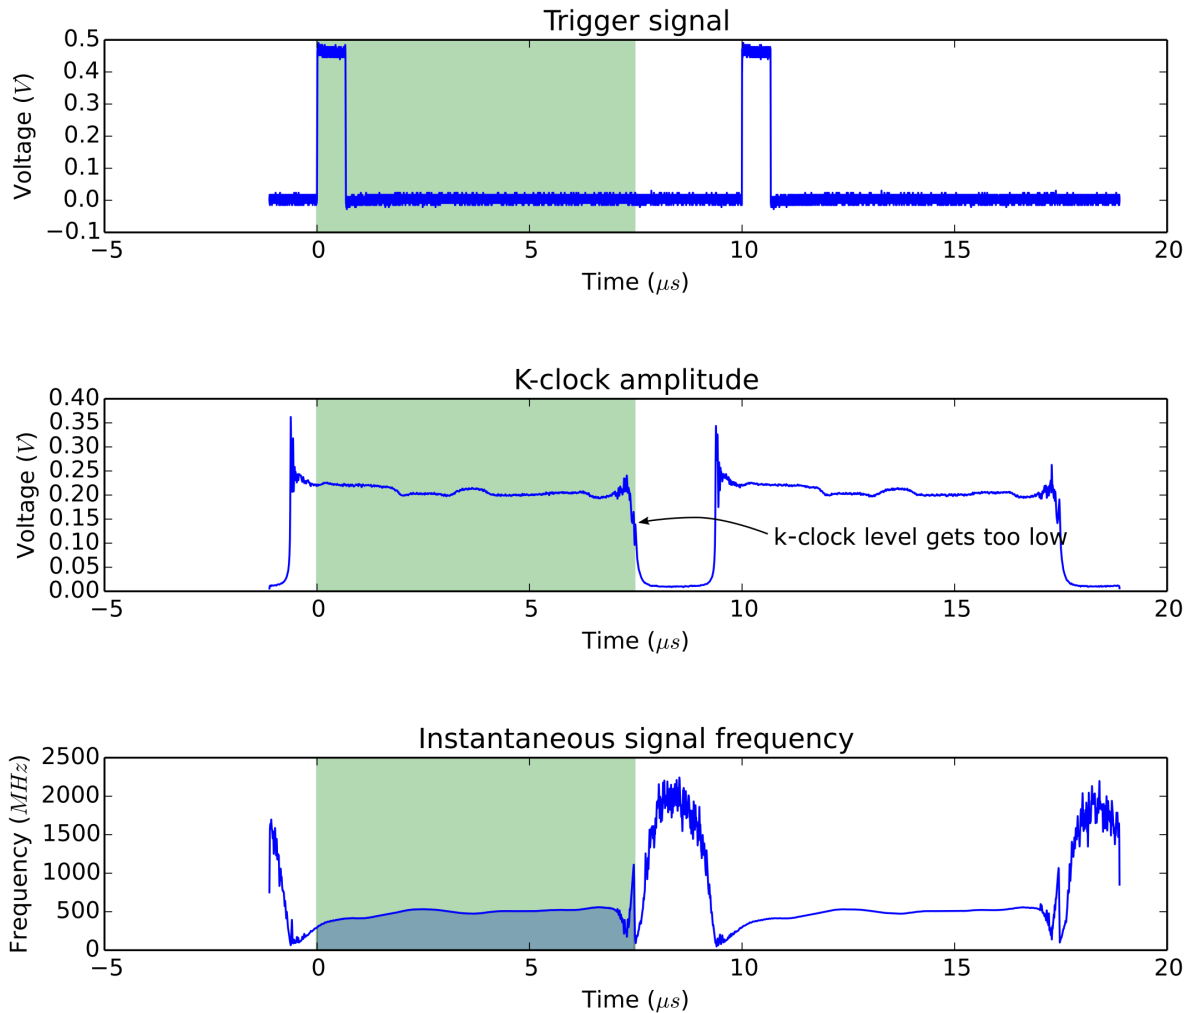 Trigger signal
0.5
0.4
0.3
0.2
0.1
0.0
−0.1
Voltage (V)
−5 0 5 10 15 20
Time (μs)
K-clock amplitude
0.40
0.35
0.30
0.25
0.20
0.15
0.10
0.05
0.00
Voltage (V)
k-clock level gets too low
−5 0 5 10 15 20
Time (μs)
Instantaneous signal frequency
2500
2000
1500
1000
500
0
Frequency (MHz)
−5 0 5 10 15 20
Time (μs)